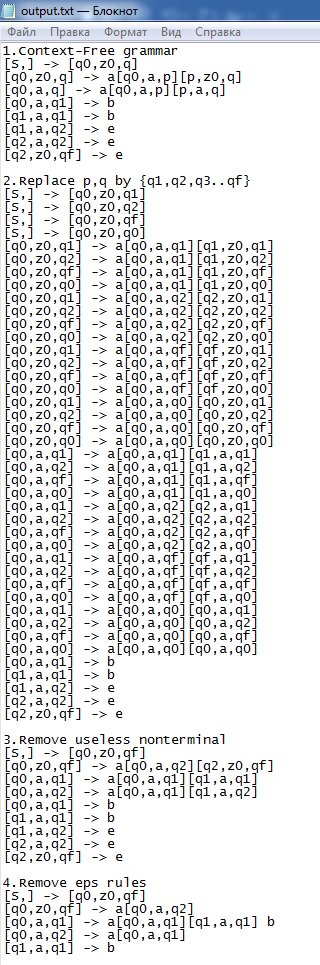 output.txt — Блокнот
Файл Правка Формат Вид Справка
1.Context-Free grammar
[S,] -> [q0,z0,q]
[q0,z0,q] -> a[q0,a,p][p,z0,q]
[q0,a,q] -> a[q0,a,p][p,a,q]
[q0,a,q1] -> b
[q1,a,q1] -> b
[q1,a,q2] -> e
[q2,a,q2] -> e
[q2,z0,qf] -> e
2.Replace p,q by {q1,q2,q3..qf}
[S,] -> [q0,z0,q1]
[S,] -> [q0,z0,q2]
[S,] -> [q0,z0,qf]
[S,] -> [q0,z0,q0]
[q0,z0,q1] -> a[q0,a,q1][q1,z0,q1]
[q0,z0,q2] -> a[q0,a,q1][q1,z0,q2]
[q0,z0,qf] -> a[q0,a,q1][q1,z0,qf]
[q0,z0,q0] -> a[q0,a,q1][q1,z0,q0]
[q0,z0,q1] -> a[q0,a,q2][q2,z0,q1]
[q0,z0,q2] -> a[q0,a,q2][q2,z0,q2]
[q0,z0,qf] -> a[q0,a,q2][q2,z0,qf]
[q0,z0,q0] -> a[q0,a,q2][q2,z0,q0]
[q0,z0,q1] -> a[q0,a,qf][qf,z0,q1]
[q0,z0,q2] -> a[q0,a,qf][qf,z0,q2]
[q0,z0,qf] -> a[q0,a,qf][qf,z0,qf]
[q0,z0,q0] -> a[q0,a,qf][qf,z0,q0]
[q0,z0,q1] -> a[q0,a,q0][q0,z0,q1]
[q0,z0,q2] -> a[q0,a,q0][q0,z0,q2]
[q0,z0,qf] -> a[q0,a,q0][q0,z0,qf]
[q0,z0,q0] -> a[q0,a,q0][q0,z0,q0]
[q0,a,q1] -> a[q0,a,q1][q1,a,q1]
[q0,a,q2] -> a[q0,a,q1][q1,a,q2]
[q0,a,qf] -> a[q0,a,q1][q1,a,qf]
[q0,a,q0] -> a[q0,a,q1][q1,a,q0]
[q0,a,q1] -> a[q0,a,q2][q2,a,q1]
[q0,a,q2] -> a[q0,a,q2][q2,a,q2]
[q0,a,qf] -> a[q0,a,q2][q2,a,qf]
[q0,a,q0] -> a[q0,a,q2][q2,a,q0]
[q0,a,q1] -> a[q0,a,qf][qf,a,q1]
[q0,a,q2] -> a[q0,a,qf][qf,a,q2]
[q0,a,qf] -> a[q0,a,qf][qf,a,qf]
[q0,a,q0] -> a[q0,a,qf][qf,a,q0]
[q0,a,q1] -> a[q0,a,q0][q0,a,q1]
[q0,a,q2] -> a[q0,a,q0][q0,a,q2]
[q0,a,qf] -> a[q0,a,q0][q0,a,qf]
[q0,a,q0] -> a[q0,a,q0][q0,a,q0]
[q0,a,q1] -> b
[q1,a,q1] -> b
[q1,a,q2] -> e
[q2,a,q2] -> e
[q2,z0,qf] -> e
3.Remove useless nonterminal
[S,] -> [q0,z0,qf]
[q0,z0,qf] -> a[q0,a,q2][q2,z0,qf]
[q0,a,q1] -> a[q0,a,q1][q1,a,q1]
[q0,a,q2] -> a[q0,a,q1][q1,a,q2]
[q0,a,q1] -> b
[q1,a,q1] -> b
[q1,a,q2] -> e
[q2,a,q2] -> e
[q2,z0,qf] -> e
4.Remove eps rules
[S,] -> [q0,z0,qf]
[q0,z0,qf] -> a[q0,a,q2]
[q0,a,q1] -> a[q0,a,q1][q1,a,q1] b
[q0,a,q2] -> a[q0,a,q1]
[q1,a,q1] -> b